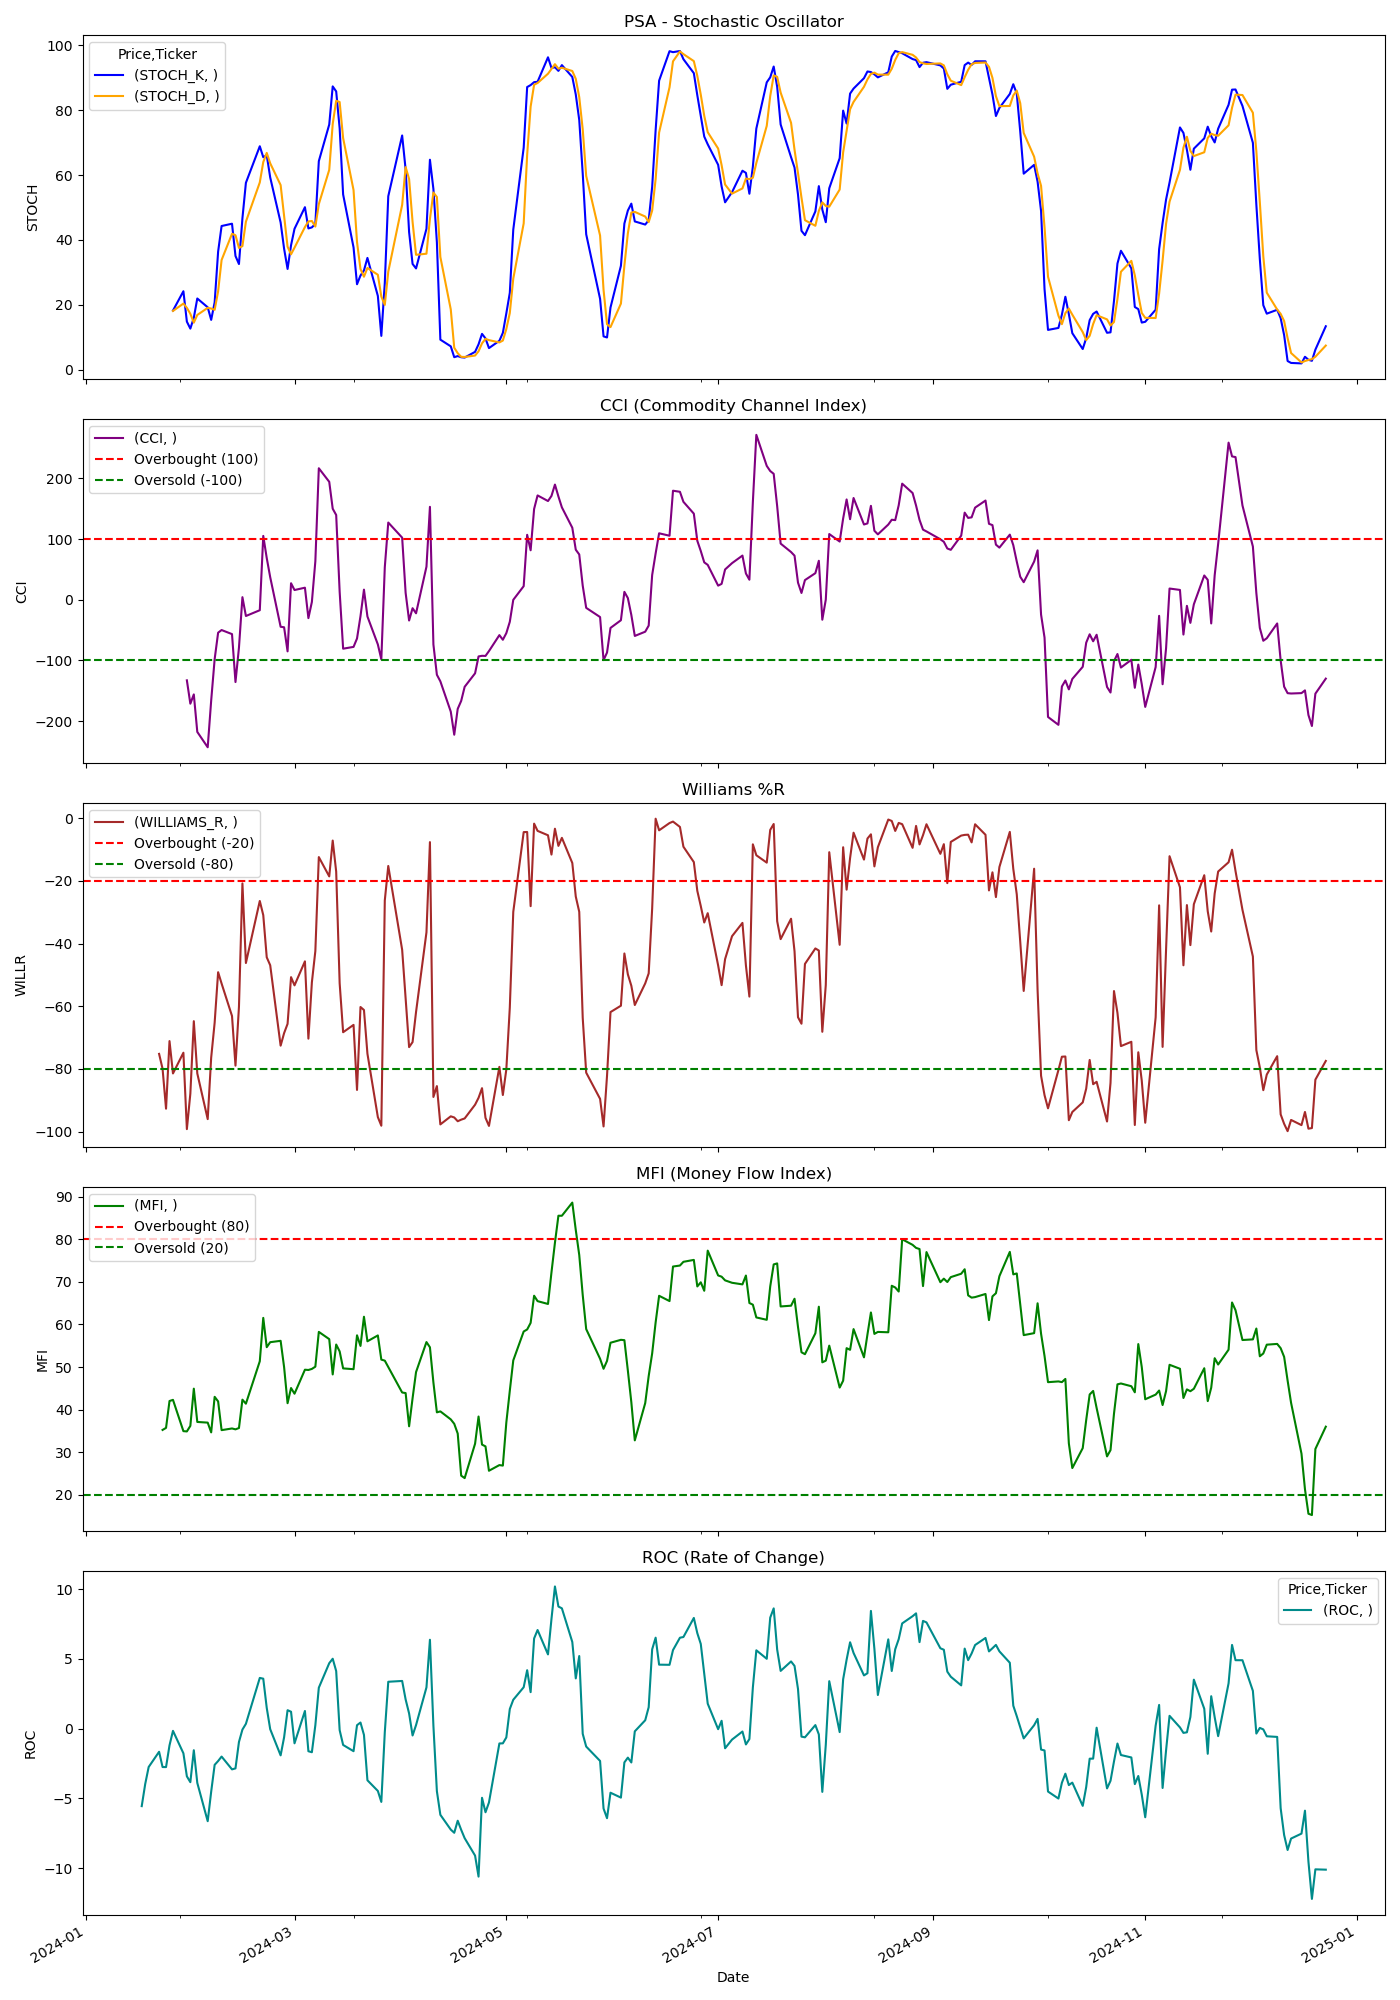 PSA - Stochastic Oscillator
Price,Ticker
(STOCH_K, )
(STOCH_D, )
100
80
60
40
20
0
STOCH
CCI (Commodity Channel Index)
(CCI, )
Overbought (100)
Oversold (-100)
200
100
0
−100
−200
CCI
Williams %R
(WILLIAMS_R, )
Overbought (-20)
Oversold (-80)
0
−20
−40
−60
−80
−100
WILLR
MFI (Money Flow Index)
(MFI, )
Overbought (80)
Oversold (20)
90
80
70
60
50
40
30
20
MFI
ROC (Rate of Change)
Price,Ticker
(ROC, )
10
5
0
−5
−10
ROC
2024-01
2024-03
2024-05
2024-07
2024-09
2024-11
2025-01
Date